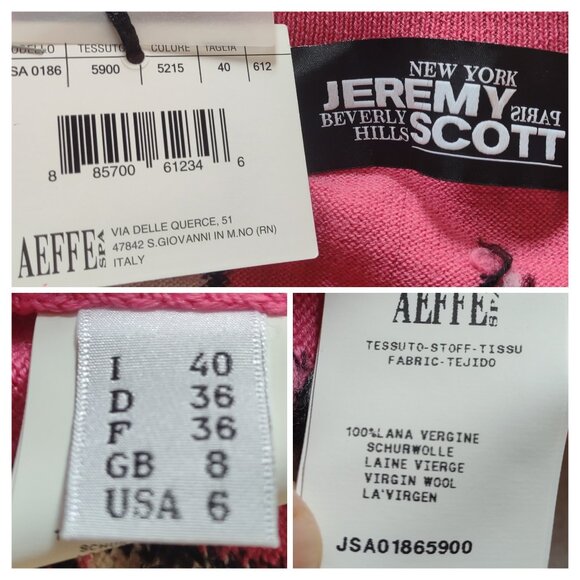 TESSUTO COLORE TAGLIA
SA 0186 5900 5215 40 612
8 85700 61234 6
AEFFE SPA
VIA DELLE QUERCE, 51
47842 S.GIOVANNI IN M.NO (RN)
ITALY
NEW YORK
JEREMY
PARIS
BEVERLY
HILLS
SCOTT
I 40
D 36
F 36
GB 8
USA 6
AEFFE SPA
TESSUTO-STOFF-TISSU
FABRIC-TEJIDO
100%LANA VERGINE
SCHURWOLLE
LAINE VIERGE
VIRGIN WOOL
LA'VIRGEN
JSA01865900